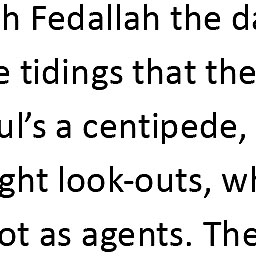 h Fedallah the da
e tidings that the
ul’s a centipede,
ght look-outs, wh
ot as agents. The